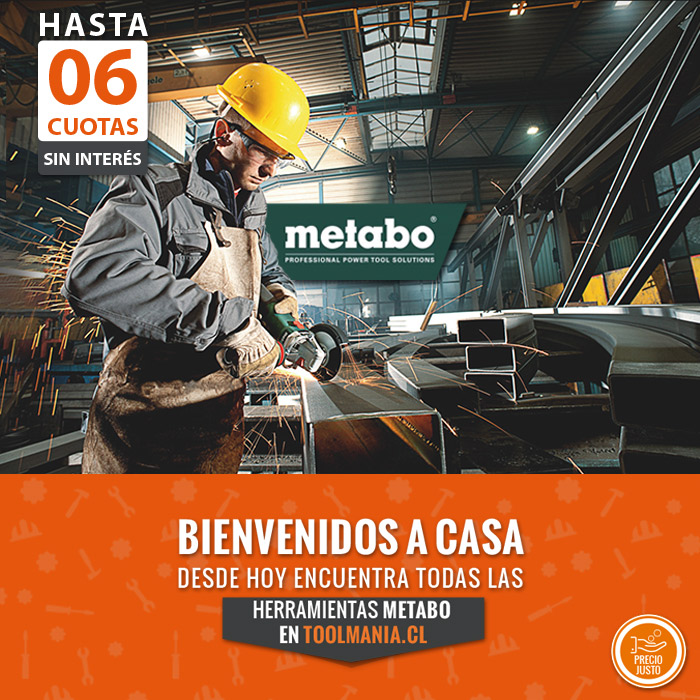 HASTA
06
CUOTAS
SIN INTERÉS
metabo®
PROFESSIONAL POWER TOOL SOLUTIONS
BIENVENIDOS A CASA
DESDE HOY ENCUENTRA TODAS LAS
HERRAMIENTAS METABO
EN TOOLMANIA.CL
PRECIO
JUSTO